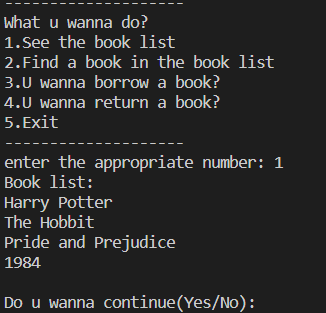 --------------------
What u wanna do?
1.See the book list
2.Find a book in the book list
3.U wanna borrow a book?
4.U wanna return a book?
5.Exit
--------------------
enter the appropriate number: 1
Book list:
Harry Potter
The Hobbit
Pride and Prejudice
1984
Do u wanna continue(Yes/No):